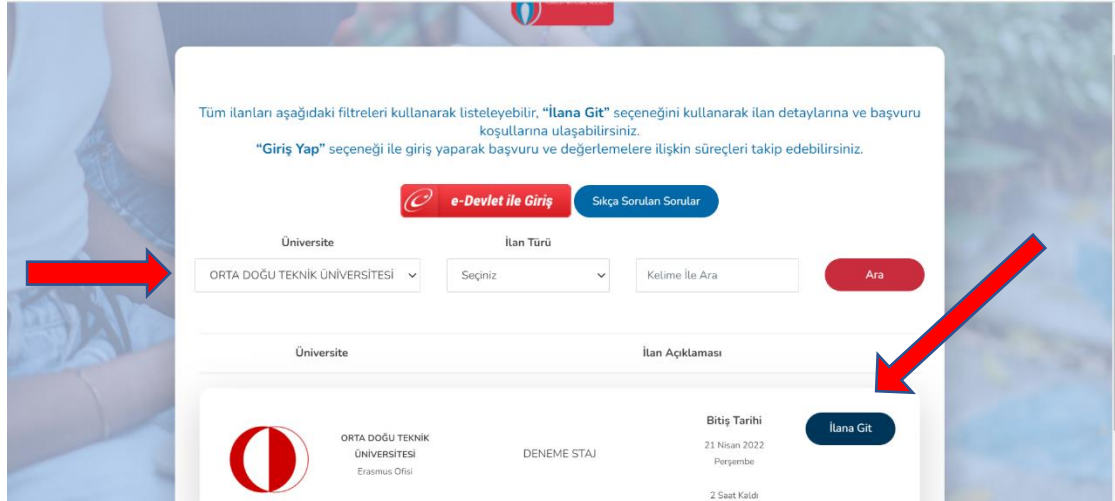 Tüm ilanları aşağıdaki filtreleri kullanarak listeleyebilir, “İlana Git” seçeneğini kullanarak ilan detaylarına ve başvuru
koşullarına ulaşabilirsiniz.
“Giriş Yap” seçeneği ile giriş yaparak başvuru ve değerlemelere ilişkin süreçleri takip edebilirsiniz.
e-Devlet ile Giriş Sıkça Sorulan Sorular
Üniversite İlan Türü
ORTA DOĞU TEKNİK ÜNİVERSİTESİ Seçiniz Kelime İle Ara Ara
Üniversite İlan Açıklaması
Bitiş Tarihi İlana Git
ORTA DOĞU TEKNİK
ÜNİVERSİTESİ
Erasmus Ofisi
DENEME STAJ
21 Nisan 2022
Perşembe
2 Saat Kaldı